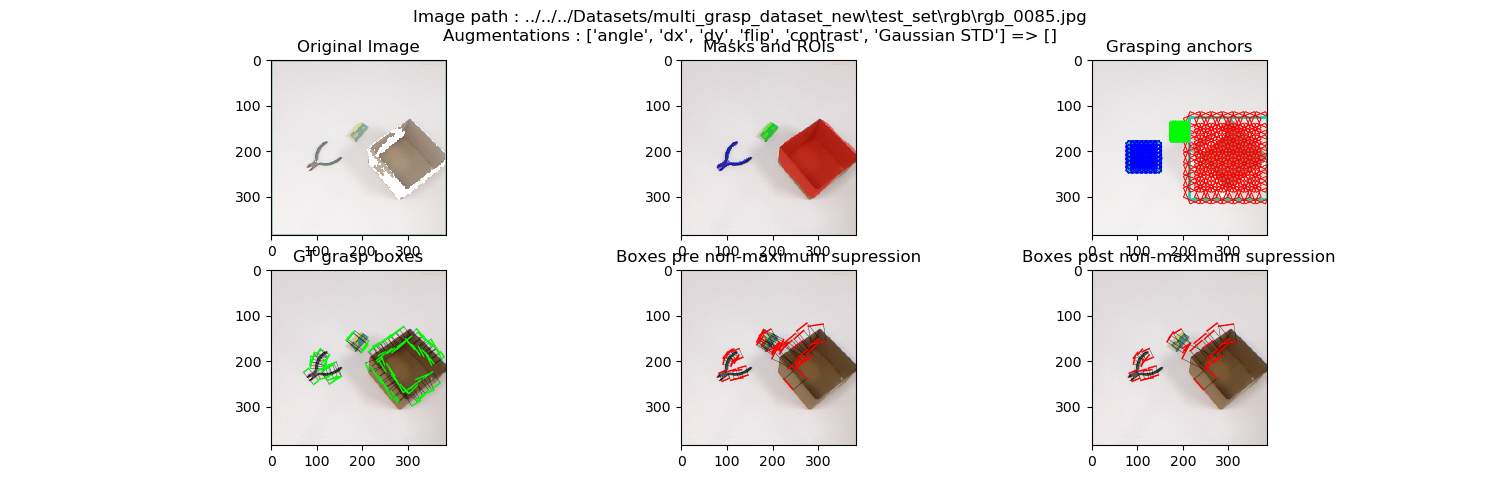 Image path : ../../../Datasets/multi_grasp_dataset_new\test_set\rgb\rgb_0085.jpg
Augmentations : ['angle', 'dx', 'dy', 'flip', 'contrast', 'Gaussian STD'] => []
Original Image
Masks and ROIs
Grasping anchors
0
100
200
300
0 100 200 300
0
100
200
300
0 100 200 300
0
100
200
300
0 100 200 300
GT grasp boxes
Boxes pre non-maximum supression
Boxes post non-maximum supression
0
100
200
300
0 100 200 300
0
100
200
300
0 100 200 300
0
100
200
300
0 100 200 300